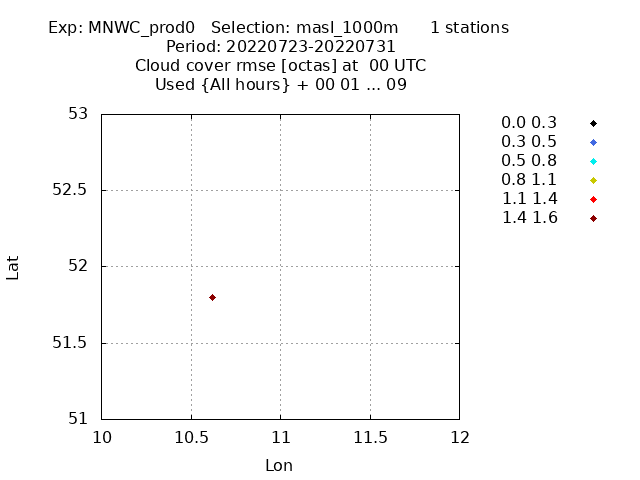 Exp: MNWC_prod0   Selection: masl_1000m      1 stations
Period: 20220723-20220731
Cloud cover rmse [octas] at  00 UTC
Used {All hours} + 00 01 ... 09
53
52.5
52
51.5
51
Lat
10
10.5
11
11.5
12
Lon
0.0 0.3
0.3 0.5
0.5 0.8
0.8 1.1
1.1 1.4
1.4 1.6